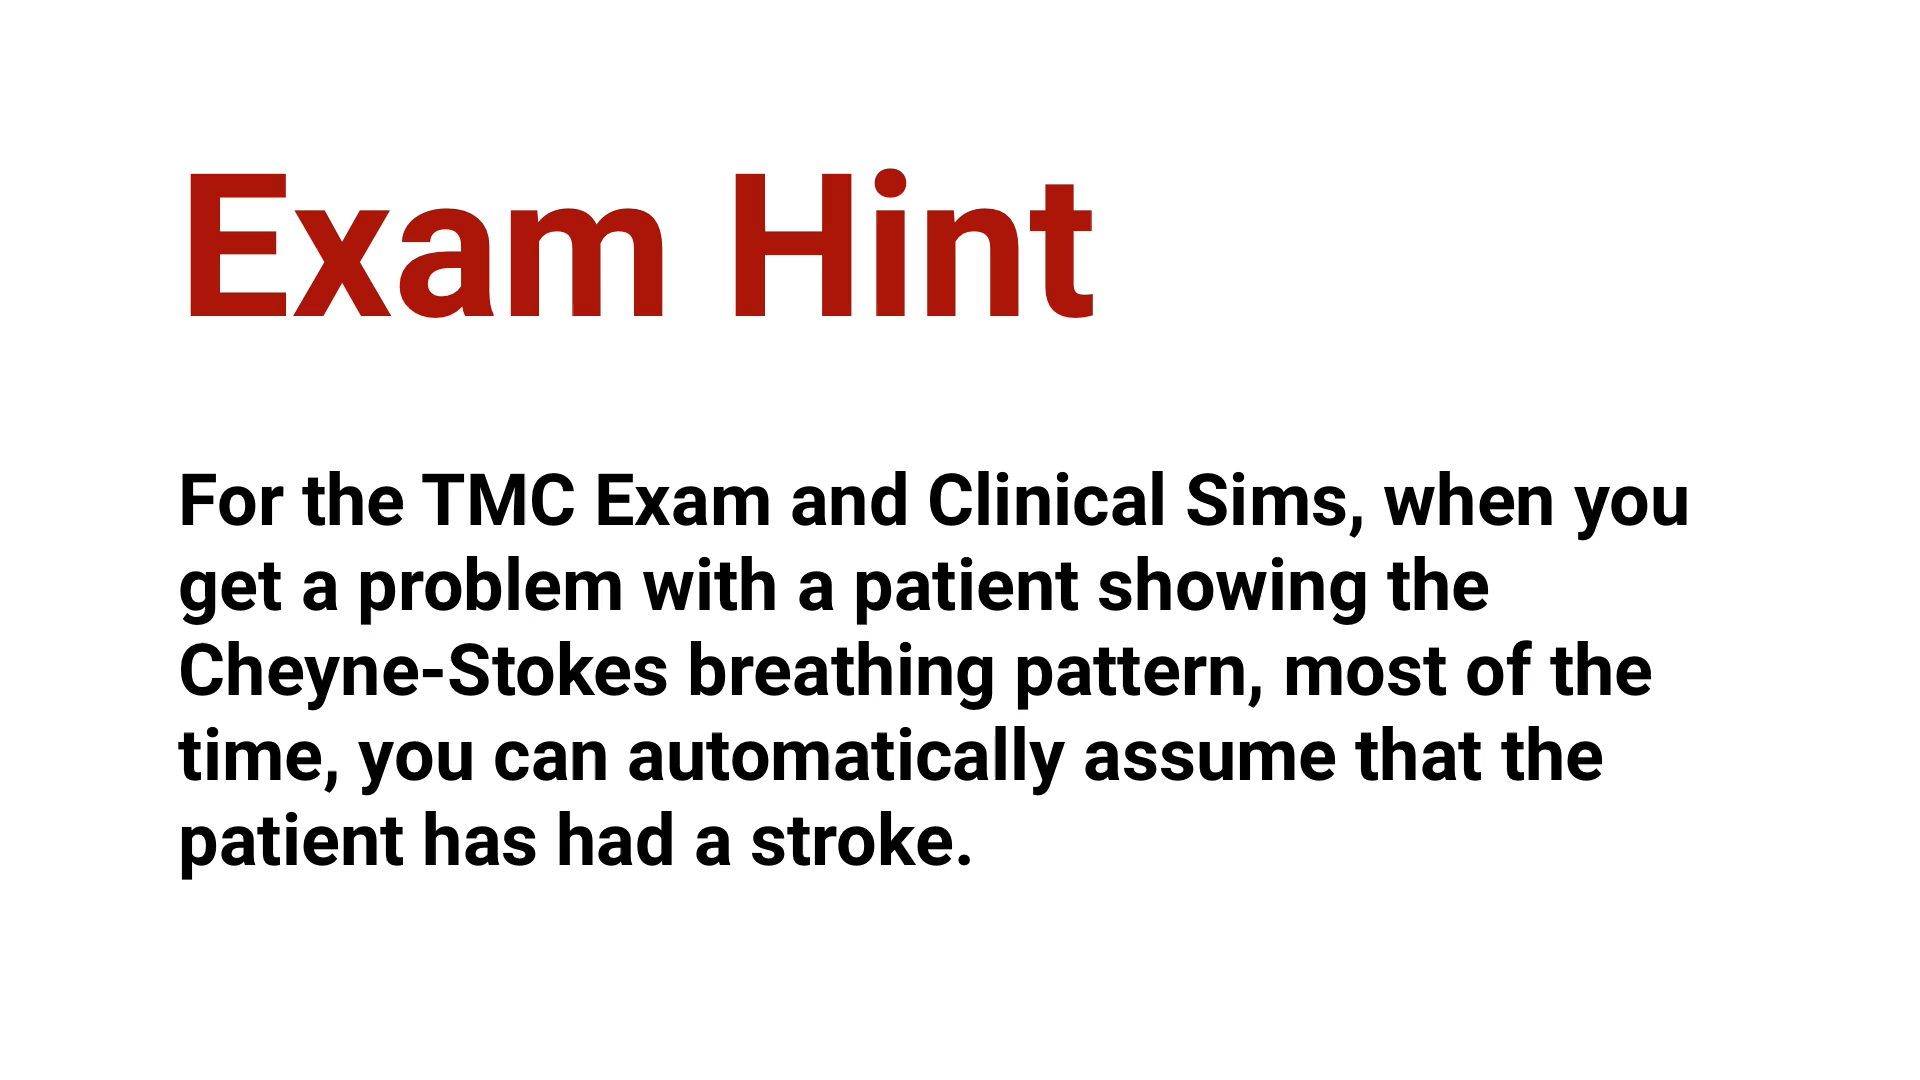 Exam Hint
For the TMC Exam and Clinical Sims, when you
get a problem with a patient showing the
Cheyne-Stokes breathing pattern, most of the
time, you can automatically assume that the
patient has had a stroke.